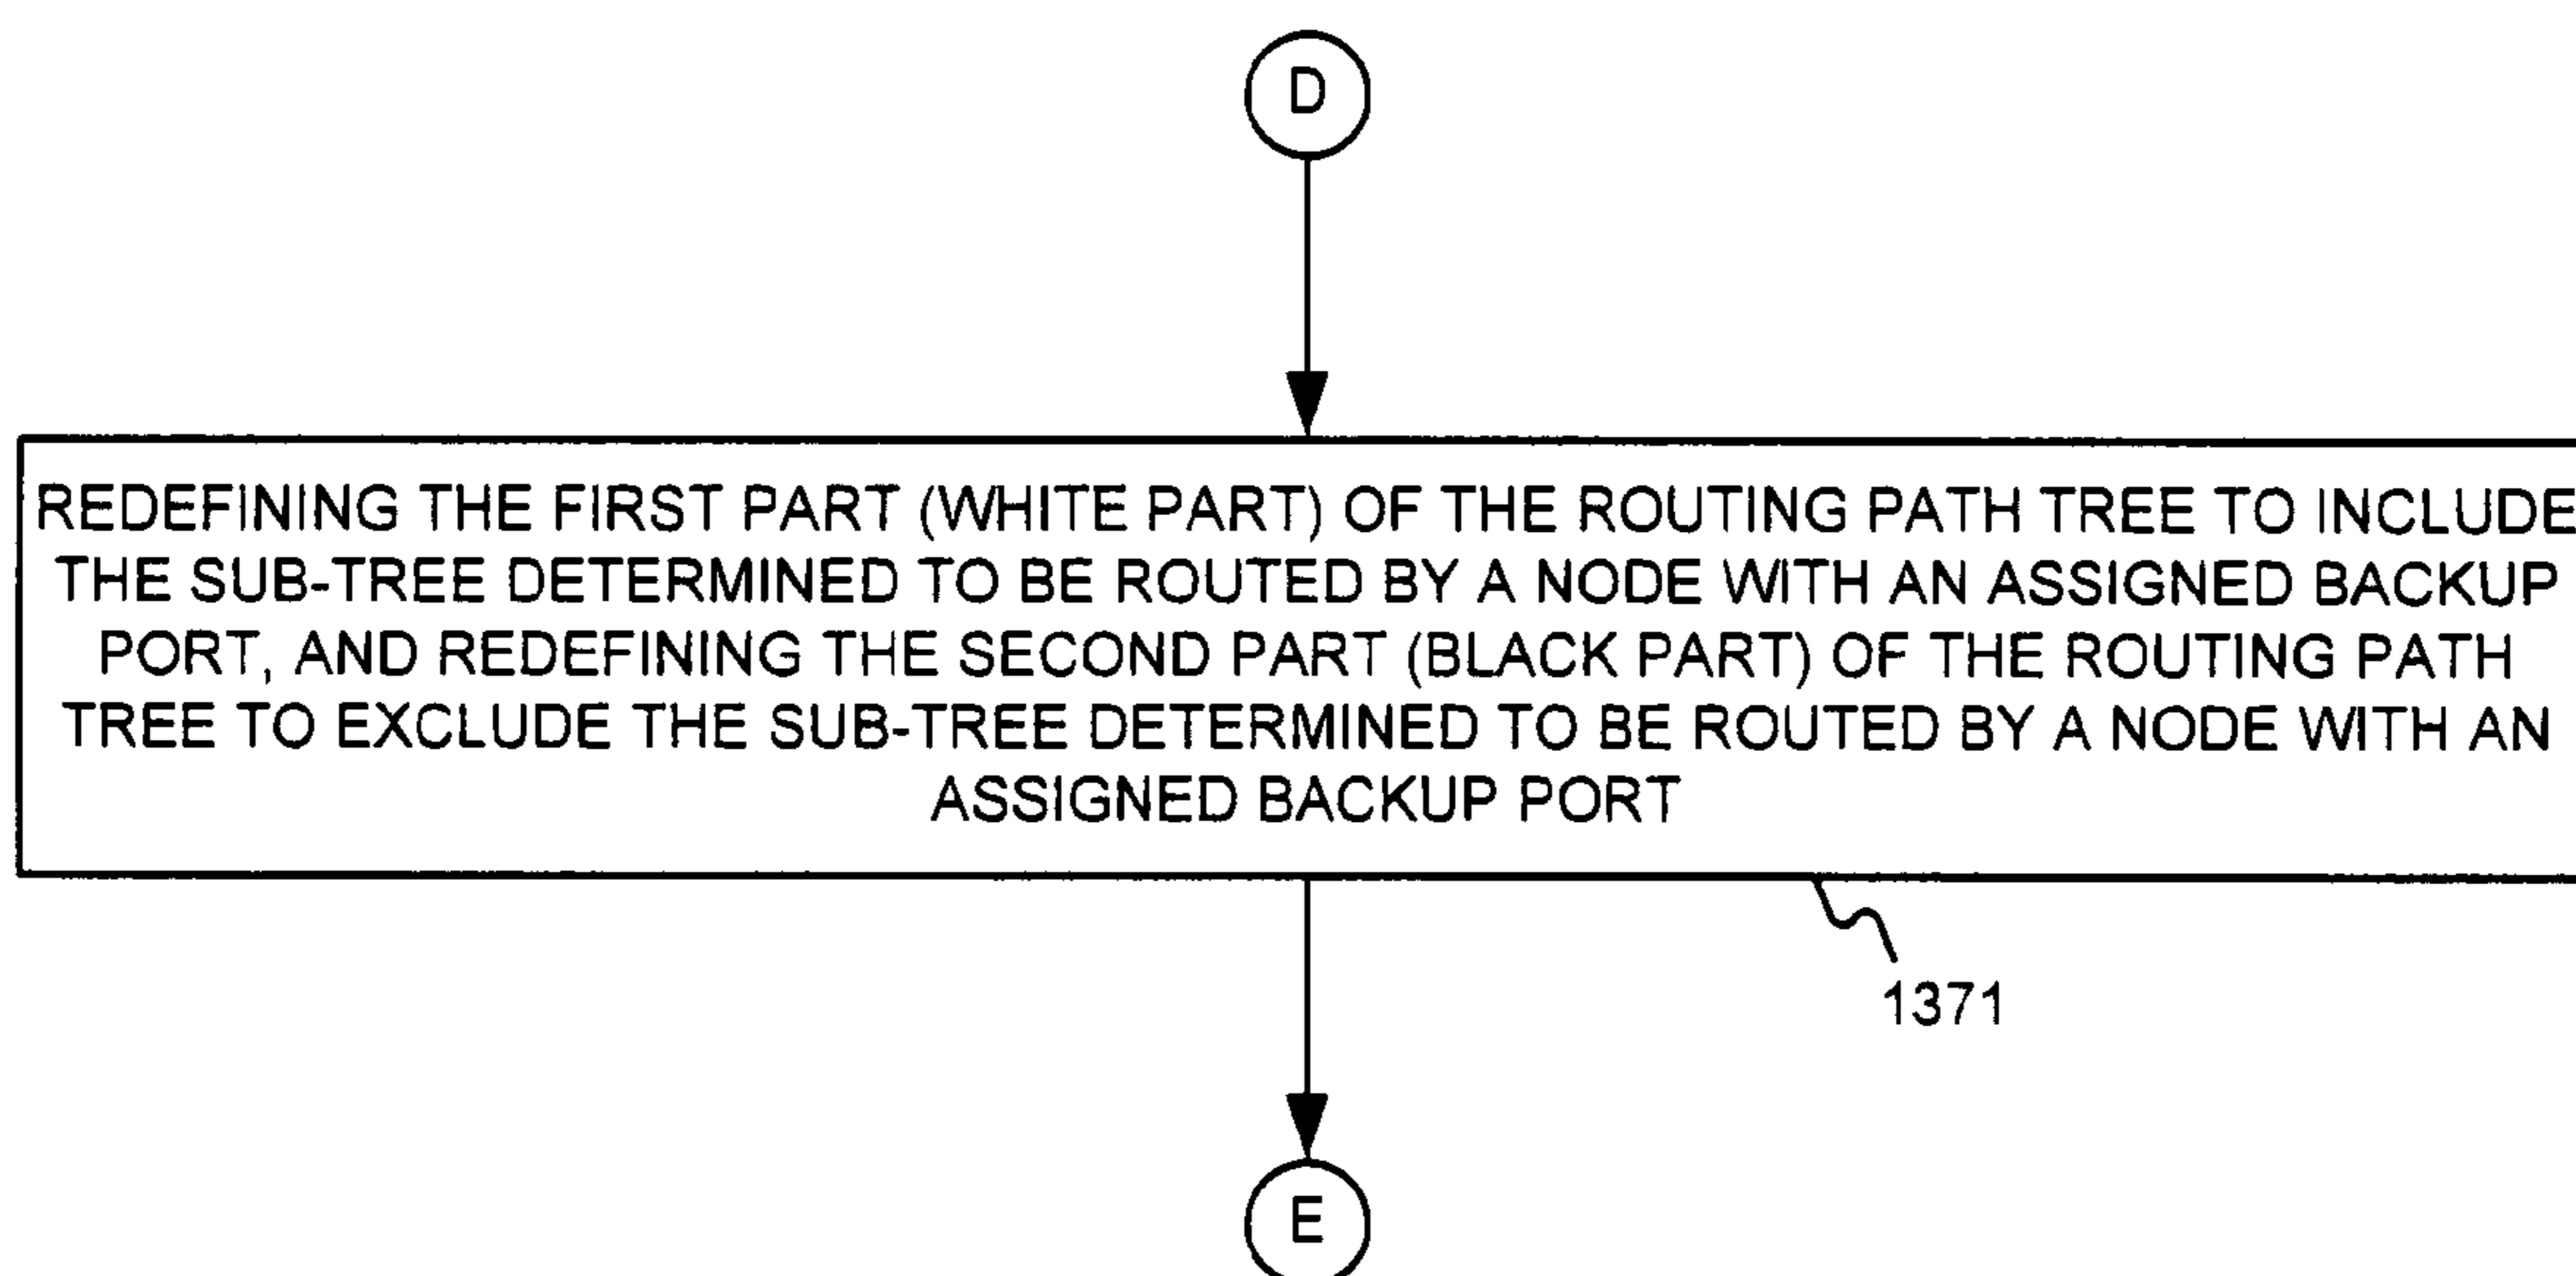 D
REDEFINING THE FIRST PART (WHITE PART) OF THE ROUTING PATH TREE TO INCLUDE
THE SUB-TREE DETERMINED TO BE ROUTED BY A NODE WITH AN ASSIGNED BACKUP
PORT, AND REDEFINING THE SECOND PART (BLACK PART) OF THE ROUTING PATH
TREE TO EXCLUDE THE SUB-TREE DETERMINED TO BE ROUTED BY A NODE WITH AN
ASSIGNED BACKUP PORT
1371
E